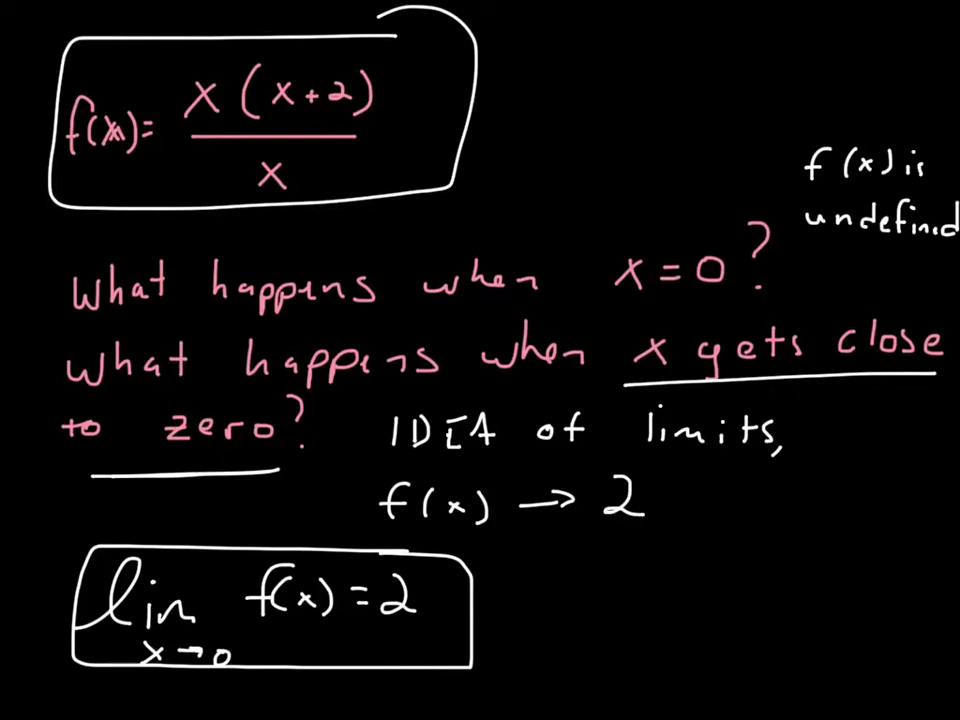 f(x)= x(x+2)/x
f(x) is
undefined
What happens when x=0?
What happens when x gets close
to zero? IDEA of limits,
f(x) → 2
lim x→0 f(x)=2